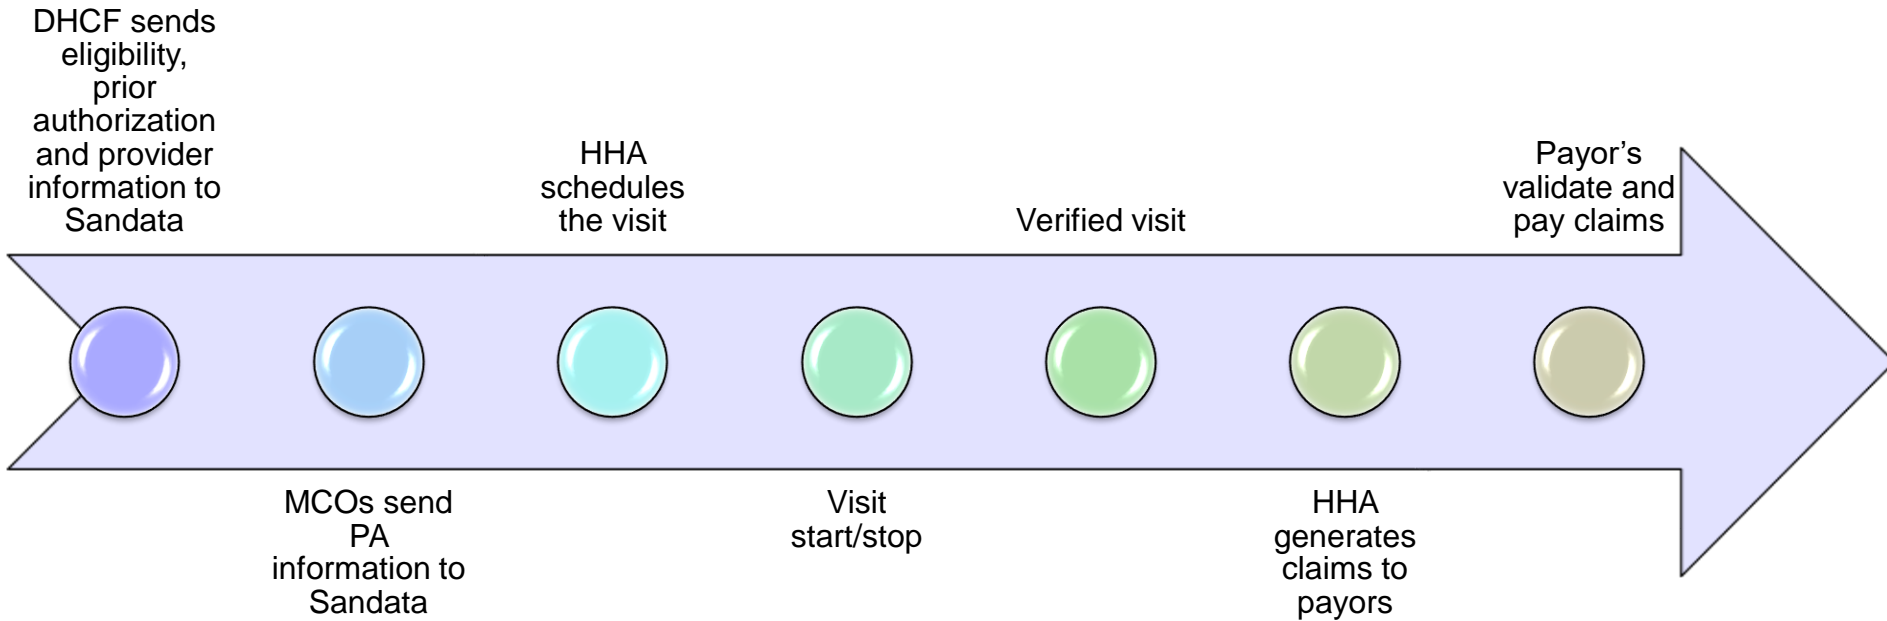 DHCF sends
eligibility,
prior
authorization
and provider
information to
Sandata
MCOs send
PA
information to
Sandata
HHA
schedules
the visit
Visit
start/stop
Verified visit
HHA
generates
claims to
payors
Payor’s
validate and
pay claims